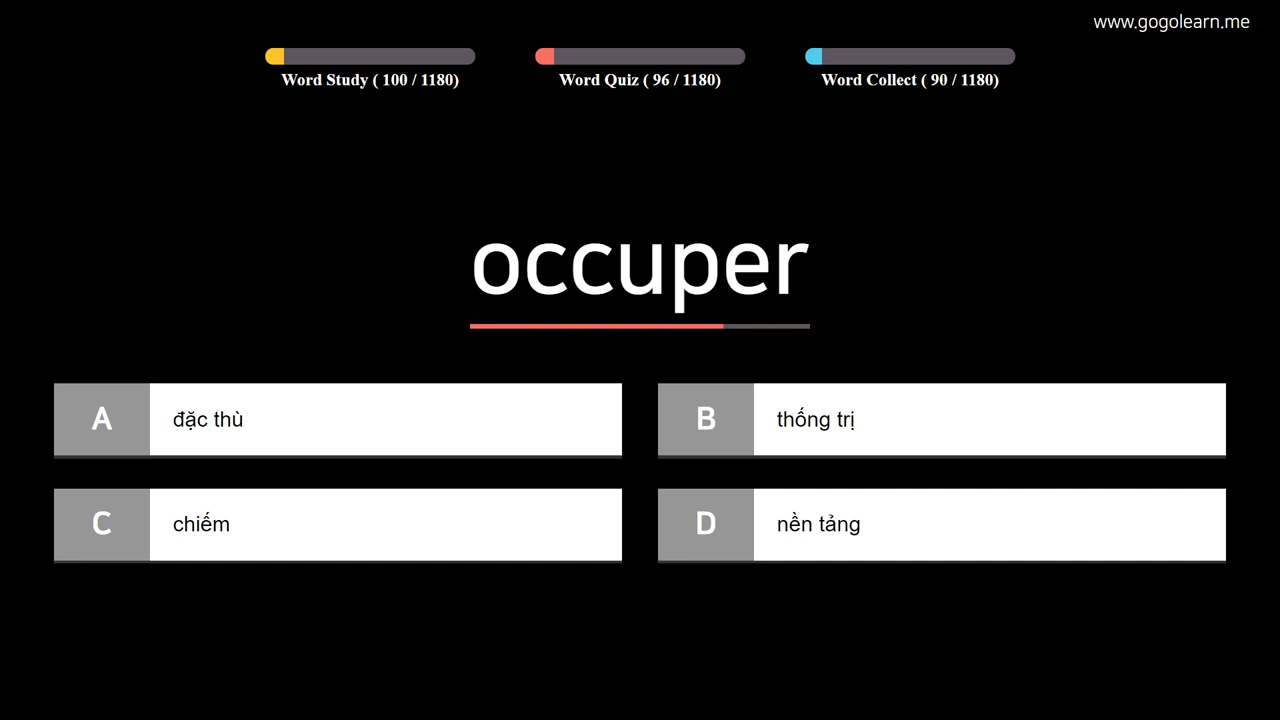 www.gogolearn.me
Word Study ( 100 / 1180)
Word Quiz ( 96 / 1180)
Word Collect ( 90 / 1180)
occuper
A đặc thù
B thống trị
C chiếm
D nền tảng